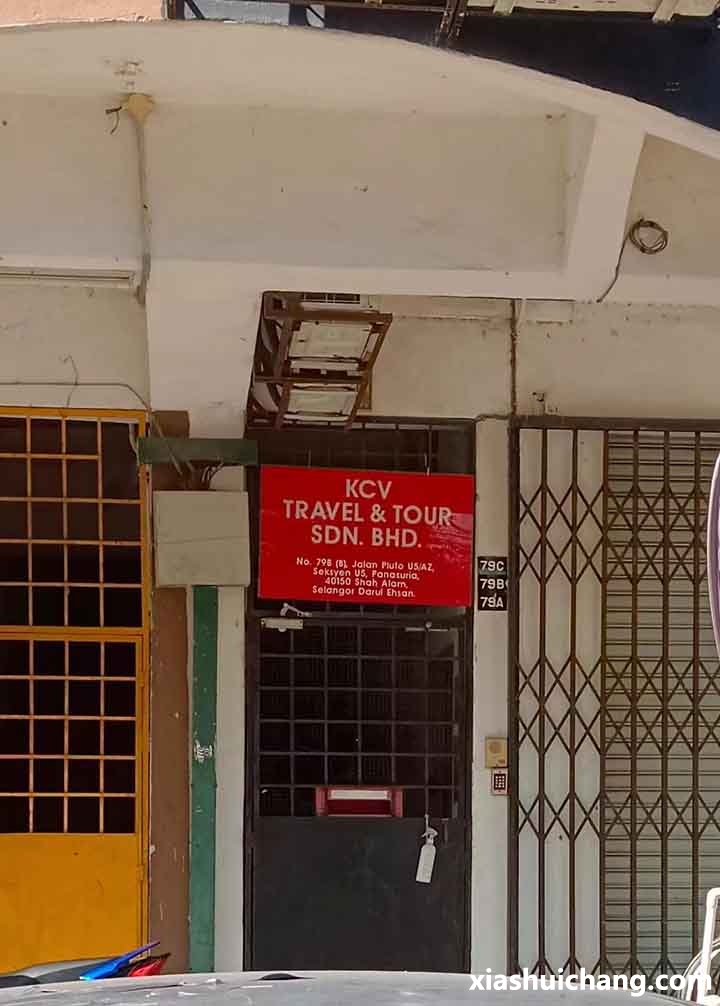 KCV
TRAVEL & TOUR
SDN. BHD.
No. 79B (B), Jalan Pluto U5/AZ,
Seksyen U5, Panasuria,
40150 Shah Alam,
Selangor Darul Ehsan.
79C
79B
79A
xiashuichang.com